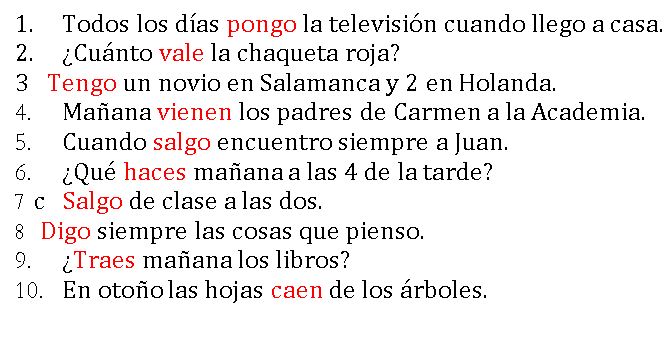 1. Todos los días pongo la televisión cuando llego a casa.
2. ¿Cuánto vale la chaqueta roja?
3 Tengo un novio en Salamanca y 2 en Holanda.
4. Mañana vienen los padres de Carmen a la Academia.
5. Cuando salgo encuentro siempre a Juan.
6. ¿Qué haces mañana a las 4 de la tarde?
7 c Salgo de clase a las dos.
8 Digo siempre las cosas que pienso.
9. ¿Traes mañana los libros?
10. En otoño las hojas caen de los árboles.